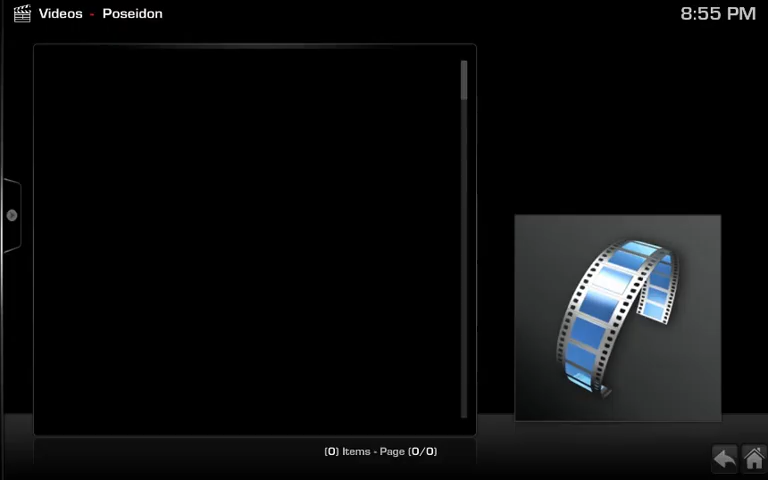 Videos - Poseidon
8:55 PM
(0) Items - Page (0/0)